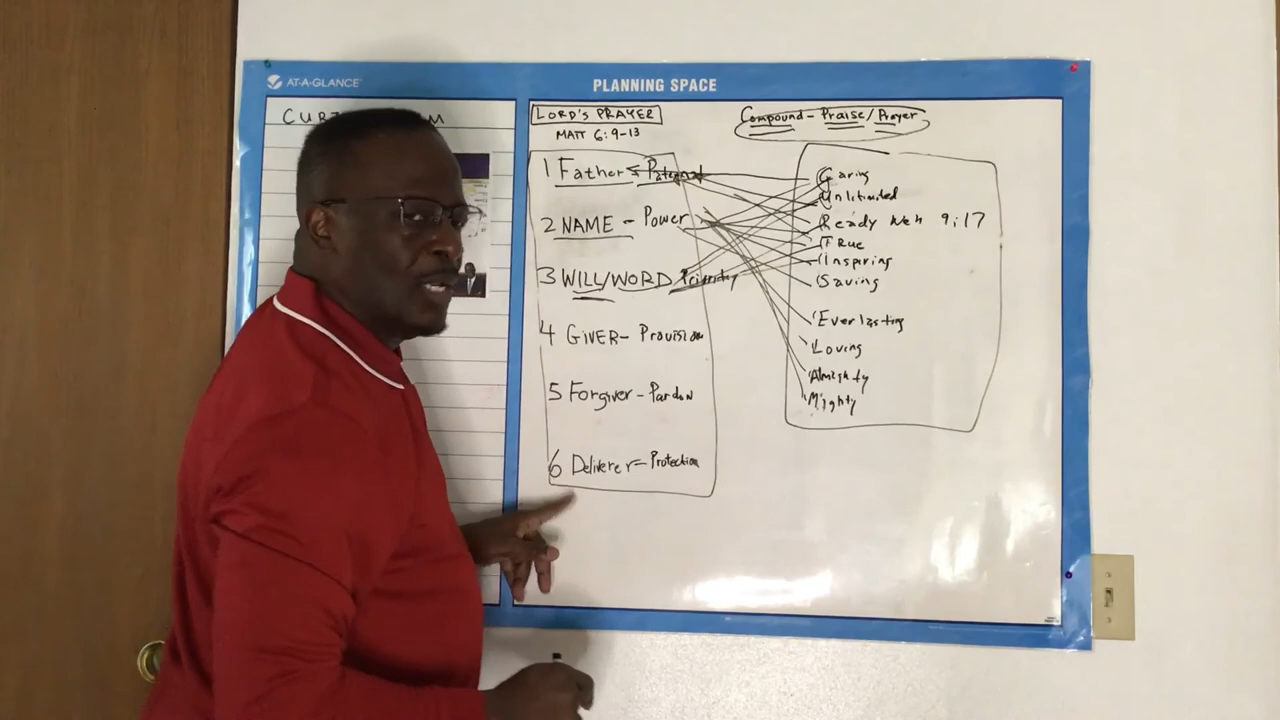 AT-A-GLANCE
PLANNING SPACE
LORD'S PRAYER
MATT 6:9-13
1 Father Paternal
2 NAME - Power
3 WILL/WORD Priority
4 GIVER - Provision
5 Forgiver - Pardon
6 Deliverer - Protection
Compound - Praise/Prayer
Caring
Unlimited
Ready Neh 9:17
True
Inspiring
Saving
Everlasting
Loving
Almighty
Mighty